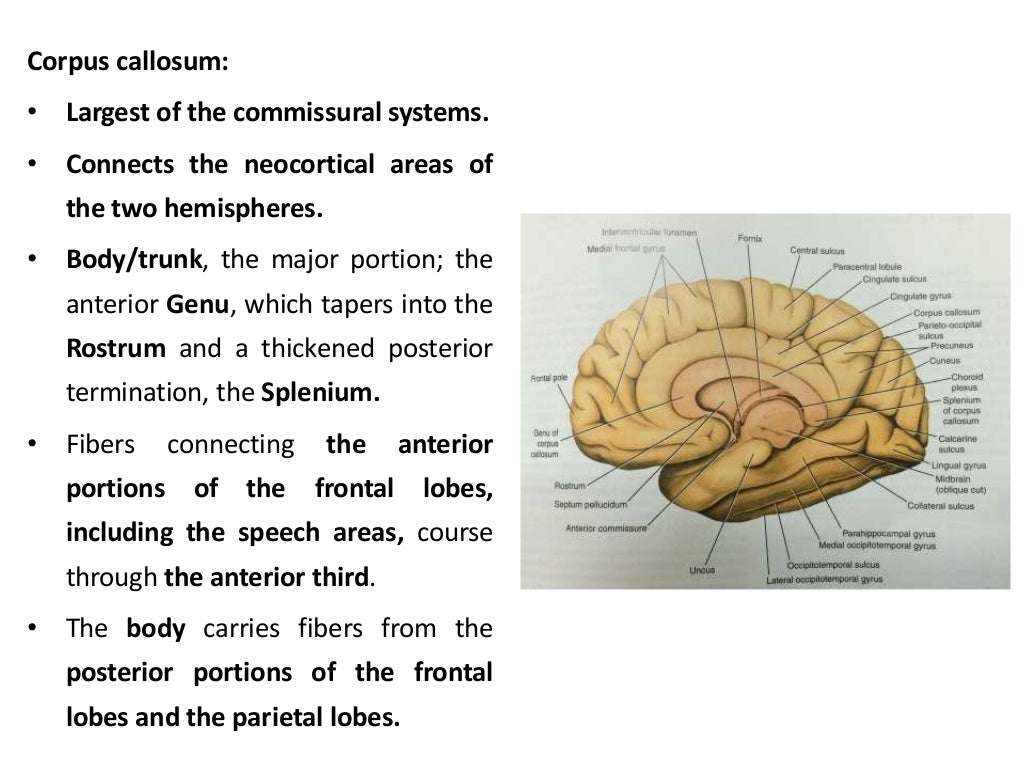 Corpus callosum:
• Largest of the commissural systems.
• Connects the neocortical areas of
the two hemispheres.
• Body/trunk, the major portion; the
anterior Genu, which tapers into the
Rostrum and a thickened posterior
termination, the Splenium.
• Fibers connecting the anterior
portions of the frontal lobes,
including the speech areas, course
through the anterior third.
• The body carries fibers from the
posterior portions of the frontal
lobes and the parietal lobes.
Interventricular foramen
Medial frontal gyrus
Fornix
Central sulcus
Paracentral lobule
Cingulate sulcus
Cingulate gyrus
Corpus callosum
Parieto-occipital
sulcus
Precuneus
Cuneus
Choroid
plexus
Splenium
of corpus
callosum
Calcarine
sulcus
Lingual gyrus
Midbrain
(oblique cut)
Collateral sulcus
Parahippocampal gyrus
Medial occipitotemporal gyrus
Occipitotemporal sulcus
Lateral occipitotemporal gyrus
Uncus
Anterior commissure
Septum pellucidum
Rostrum
Genu of
corpus
callosum
Frontal pole